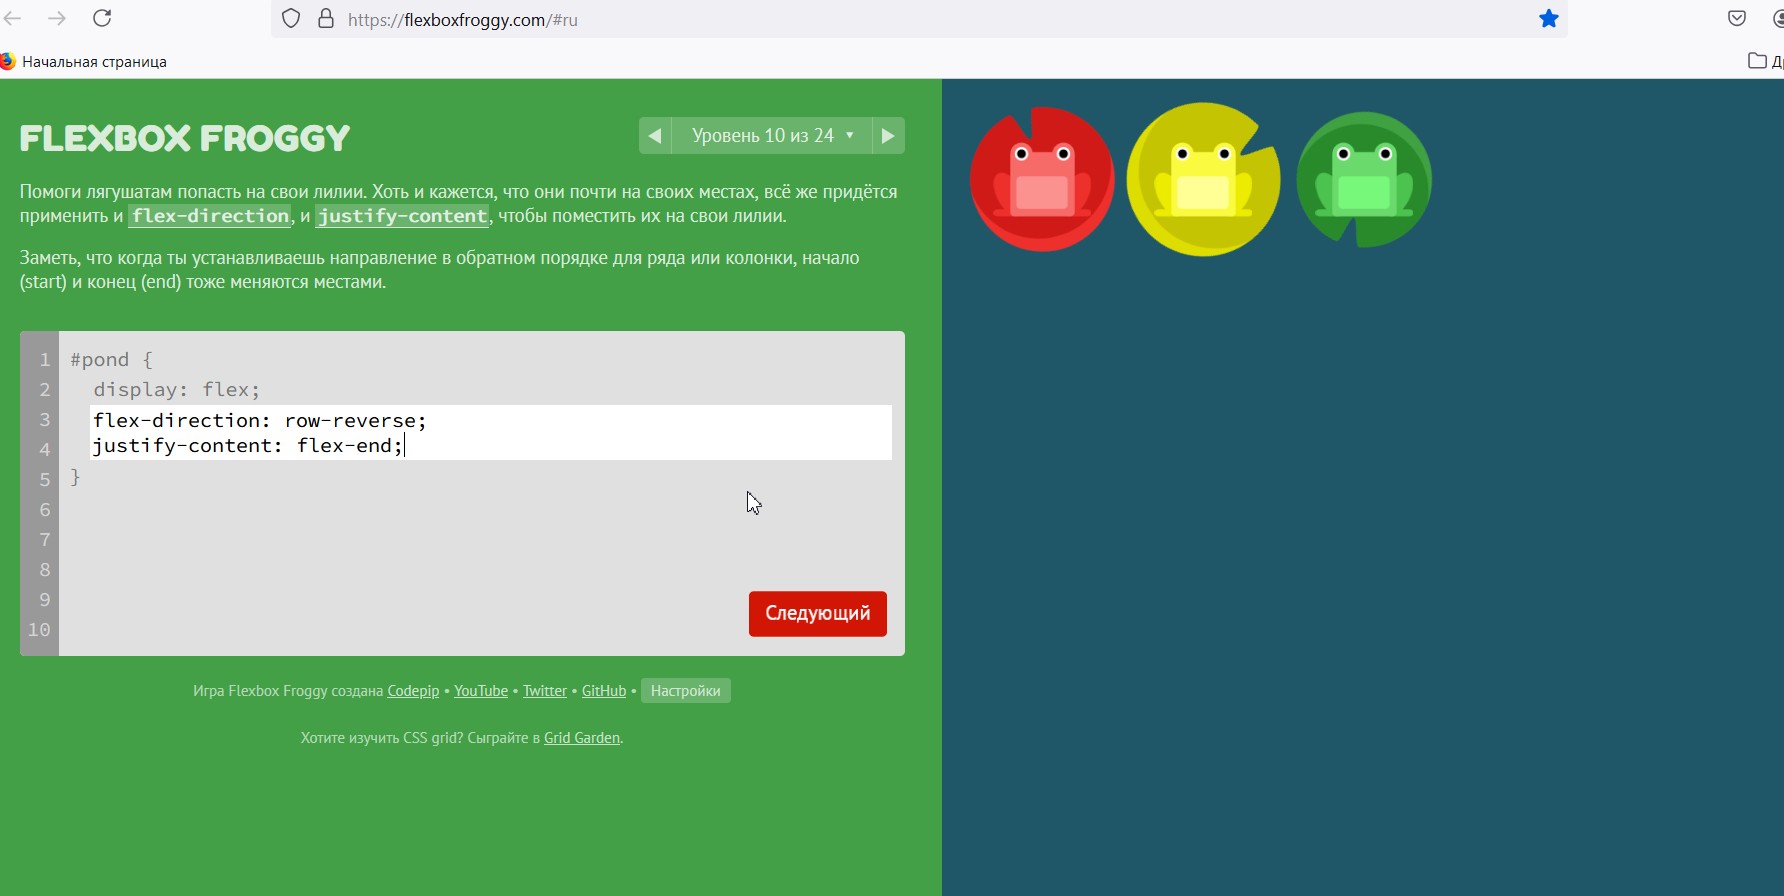 https://flexboxfroggy.com/#ru
Начальная страница
FLEXBOX FROGGY
Уровень 10 из 24 ▼
Помоги лягушатам попасть на свои лилии. Хоть и кажется, что они почти на своих местах, всё же придётся
применить и flex-direction, и justify-content, чтобы поместить их на свои лилии.
Заметь, что когда ты устанавливаешь направление в обратном порядке для ряда или колонки, начало
(start) и конец (end) тоже меняются местами.
1 #pond {
2 display: flex;
3 flex-direction: row-reverse;
4 justify-content: flex-end;
5 }
6
7
8
9
10
Следующий
Игра Flexbox Froggy создана Codepip • YouTube • Twitter • GitHub • Настройки
Хотите изучить CSS grid? Сыграйте в Grid Garden.